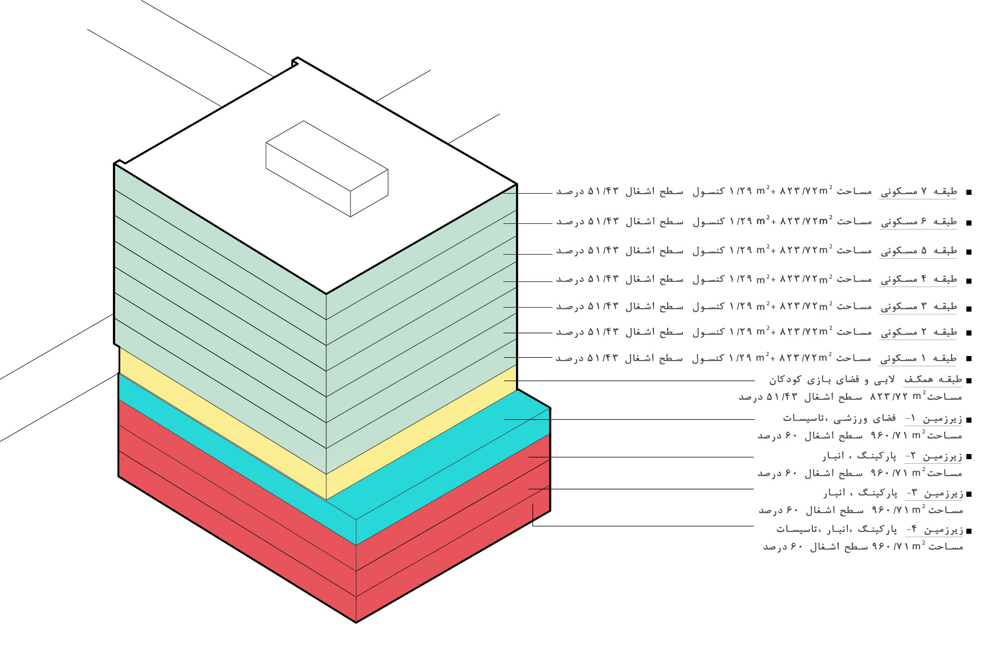 طبقه ۷ مسکونی مساحت ۸۲۳/۷۲m² +۱/۲۹ m² کنسول سطح اشغال ۵۱/۴۳ درصد
طبقه ۶ مسکونی مساحت ۸۲۳/۷۲m² +۱/۲۹ m² کنسول سطح اشغال ۵۱/۴۳ درصد
طبقه ۵ مسکونی مساحت ۸۲۳/۷۲m² +۱/۲۹ m² کنسول سطح اشغال ۵۱/۴۳ درصد
طبقه ۴ مسکونی مساحت ۸۲۳/۷۲m² +۱/۲۹ m² کنسول سطح اشغال ۵۱/۴۳ درصد
طبقه ۳ مسکونی مساحت ۸۲۳/۷۲m² +۱/۲۹ m² کنسول سطح اشغال ۵۱/۴۳ درصد
طبقه ۲ مسکونی مساحت ۸۲۳/۷۲m² +۱/۲۹ m² کنسول سطح اشغال ۵۱/۴۳ درصد
طبقه ۱ مسکونی مساحت ۸۲۳/۷۲m² +۱/۲۹ m² کنسول سطح اشغال ۵۱/۴۳ درصد
طبقه همکف لابی و فضای بازی کودکان
مساحت ۸۲۳/۷۲ m² سطح اشغال ۵۱/۴۳ درصد
زیرزمین ۱- فضای ورزشی ،تاسیسات
مساحت ۹۶۰/۷۱ m² سطح اشغال ۶۰ درصد
زیرزمین ۲- پارکینگ ، انبار
مساحت ۹۶۰/۷۱ m² سطح اشغال ۶۰ درصد
زیرزمین ۳- پارکینگ ، انبار
مساحت ۹۶۰/۷۱ m² سطح اشغال ۶۰ درصد
زیرزمین ۴- پارکینگ ،انبار ،تاسیسات
مساحت ۹۶۰/۷۱ m² سطح اشغال ۶۰ درصد